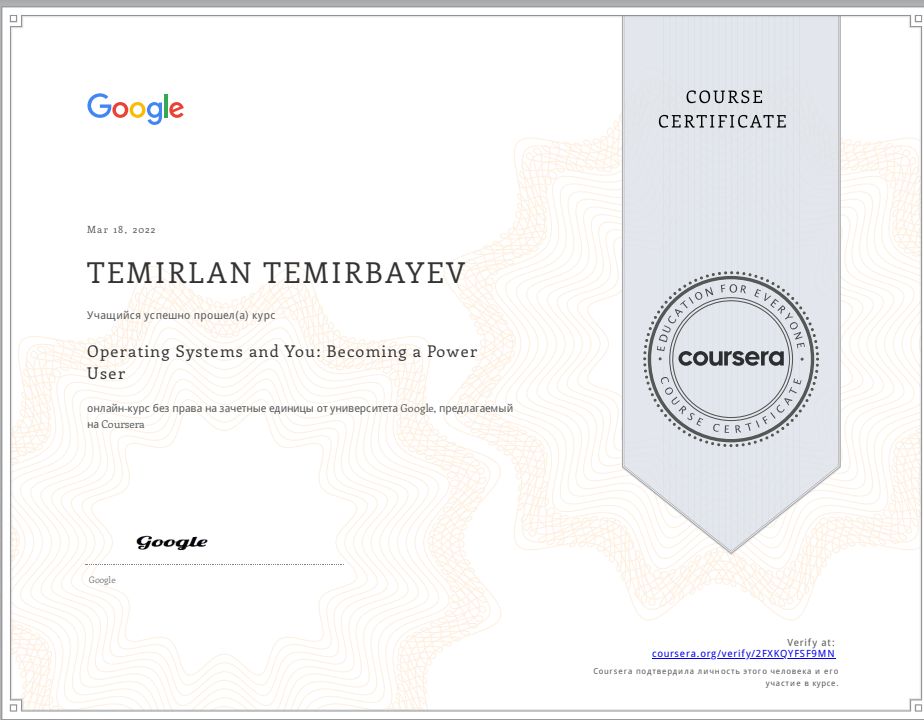 Google
COURSE
CERTIFICATE
Mar 18, 2022
TEMIRLAN TEMIRBAYEV
Учащийся успешно прошел(а) курс
Operating Systems and You: Becoming a Power
User
онлайн-курс без права на зачетные единицы от университета Google, предлагаемый
на Coursera
EDUCATION FOR EVERYONE
coursera
COURSE CERTIFICATE
Google
Google
Verify at:
coursera.org/verify/2FXKQYFSF9MN
Coursera подтвердила личность этого человека и его
участие в курсе.